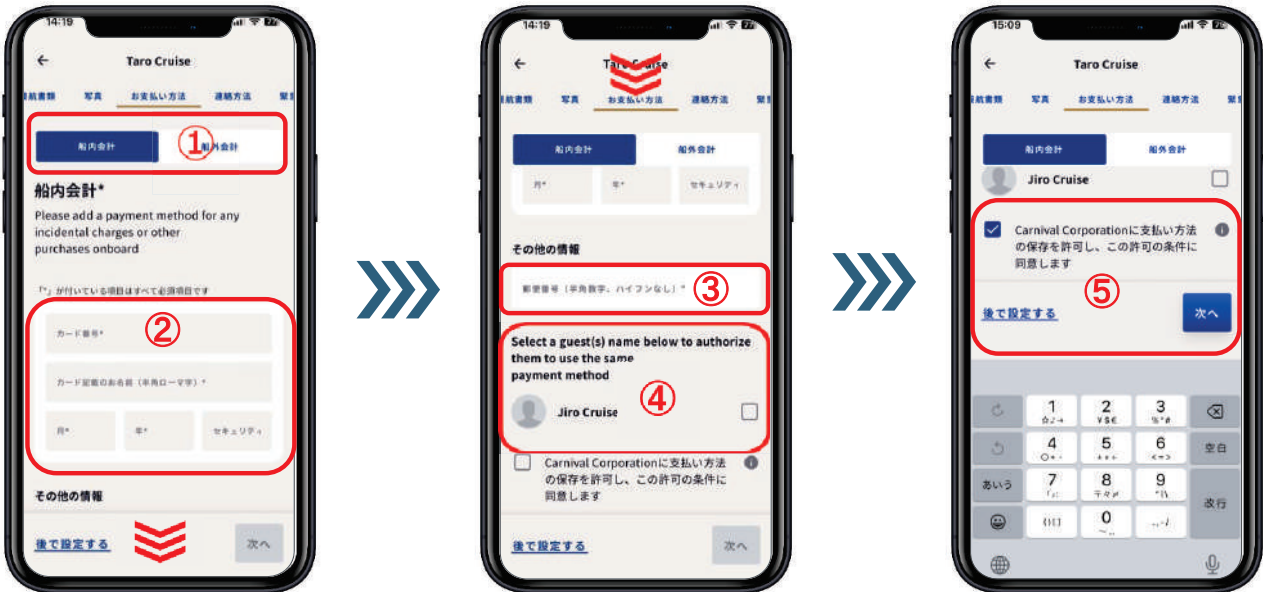 14:19
Taro Cruise
航書類 写真 お支払い方法 連絡方法
船内会計 ① 船外会計
船内会計*
Please add a payment method for any
incidental charges or other
purchases onboard
「*」が付いている項目はすべて必須項目です
②
カード番号*
カード記載のお名前（半角ローマ字）*
月* 年* セキュリティ
その他の情報
後で設定する 次へ
14:19
Taro Cruise
航書類 写真 お支払い方法 連絡方法
船内会計 船外会計
月* 年* セキュリティ
その他の情報
郵便番号（半角数字、ハイフンなし）* ③
Select a guest(s) name below to authorize
them to use the same
payment method
④
Jiro Cruise
Carnival Corporationに支払い方法
の保存を許可し、この許可の条件に
同意します
後で設定する 次へ
15:09
Taro Cruise
航書類 写真 お支払い方法 連絡方法
船内会計 船外会計
Jiro Cruise
Carnival Corporationに支払い方法
の保存を許可し、この許可の条件に
同意します
⑤
後で設定する 次へ
1 2 3
4 5 6 空白
あいう 7 8 9
改行
0